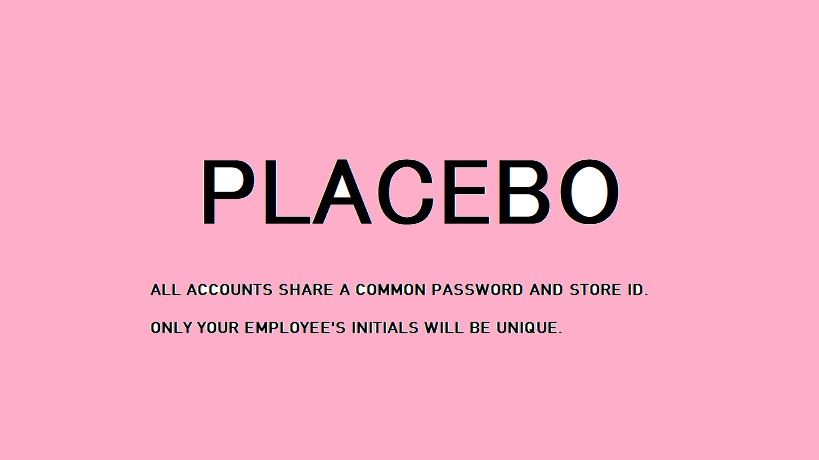 PLACEBO
ALL ACCOUNTS SHARE A COMMON PASSWORD AND STORE ID.
ONLY YOUR EMPLOYEE'S INITIALS WILL BE UNIQUE.